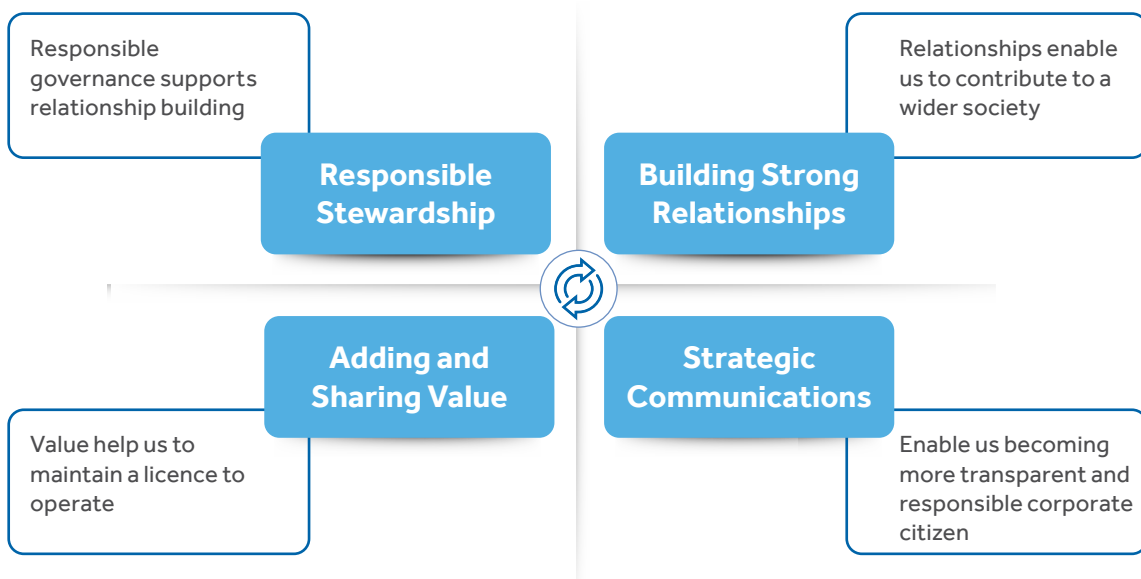 Responsible
governance supports
relationship building
Responsible
Stewardship
Relationships enable
us to contribute to a
wider society
Building Strong
Relationships
Adding and
Sharing Value
Value help us to
maintain a licence to
operate
Strategic
Communications
Enable us becoming
more transparent and
responsible corporate
citizen